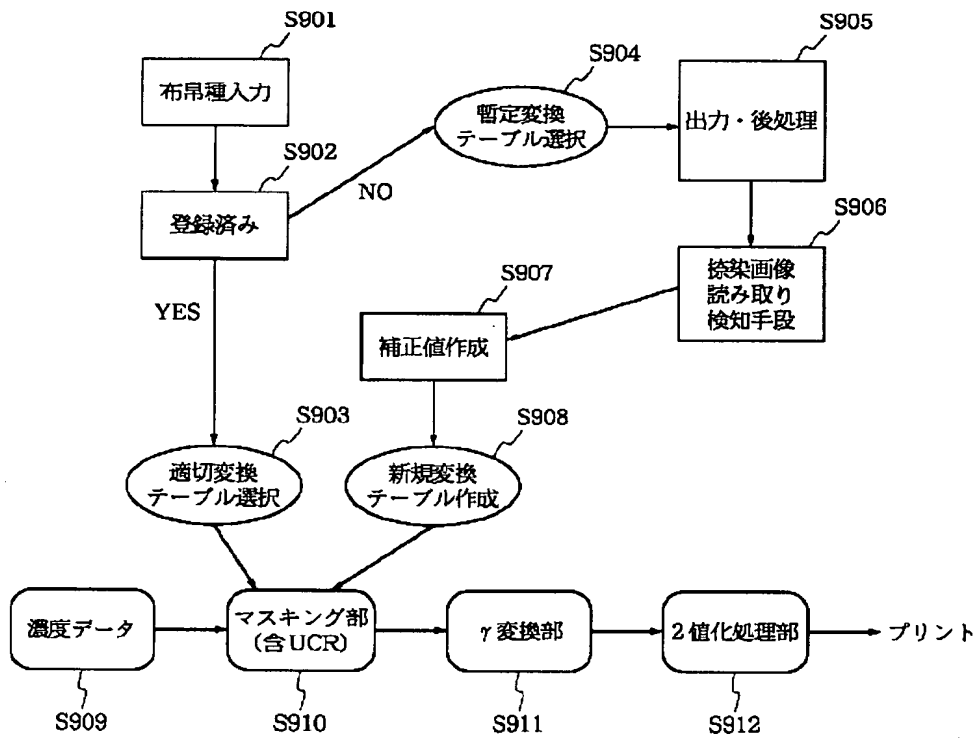 S901
布帛種入力
S902
登録済み
NO
YES
S904
暫定変換
テーブル選択
S905
出力・後処理
S906
捺染画像
読み取り
検知手段
S907
補正値作成
S903
適切変換
テーブル選択
S908
新規変換
テーブル作成
濃度データ
S909
マスキング部
(含UCR)
S910
γ変換部
S911
2値化処理部
S912
プリント